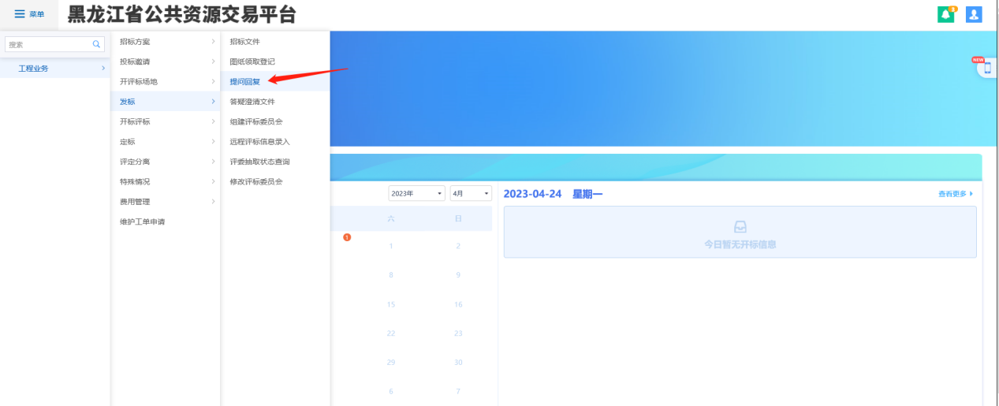 菜单
黑龙江省公共资源交易平台
3
搜索
工程业务
招标方案
投标邀请
开评标场地
发标
开标评标
定标
评定分离
特殊情况
费用管理
维护工单申请
招标文件
图纸领取登记
提问回复
答疑澄清文件
组建评标委员会
远程评标信息录入
评委抽取状态查询
修改评标委员会
NEW
2023年
4月
六
日
1
1
2
8
9
15
16
22
23
29
30
6
7
2023-04-24 星期一
查看更多
今日暂无开标信息